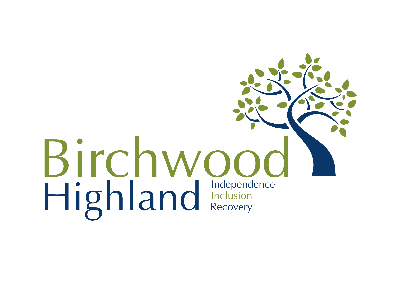 Birchwood
Highland
Independence
Inclusion
Recovery